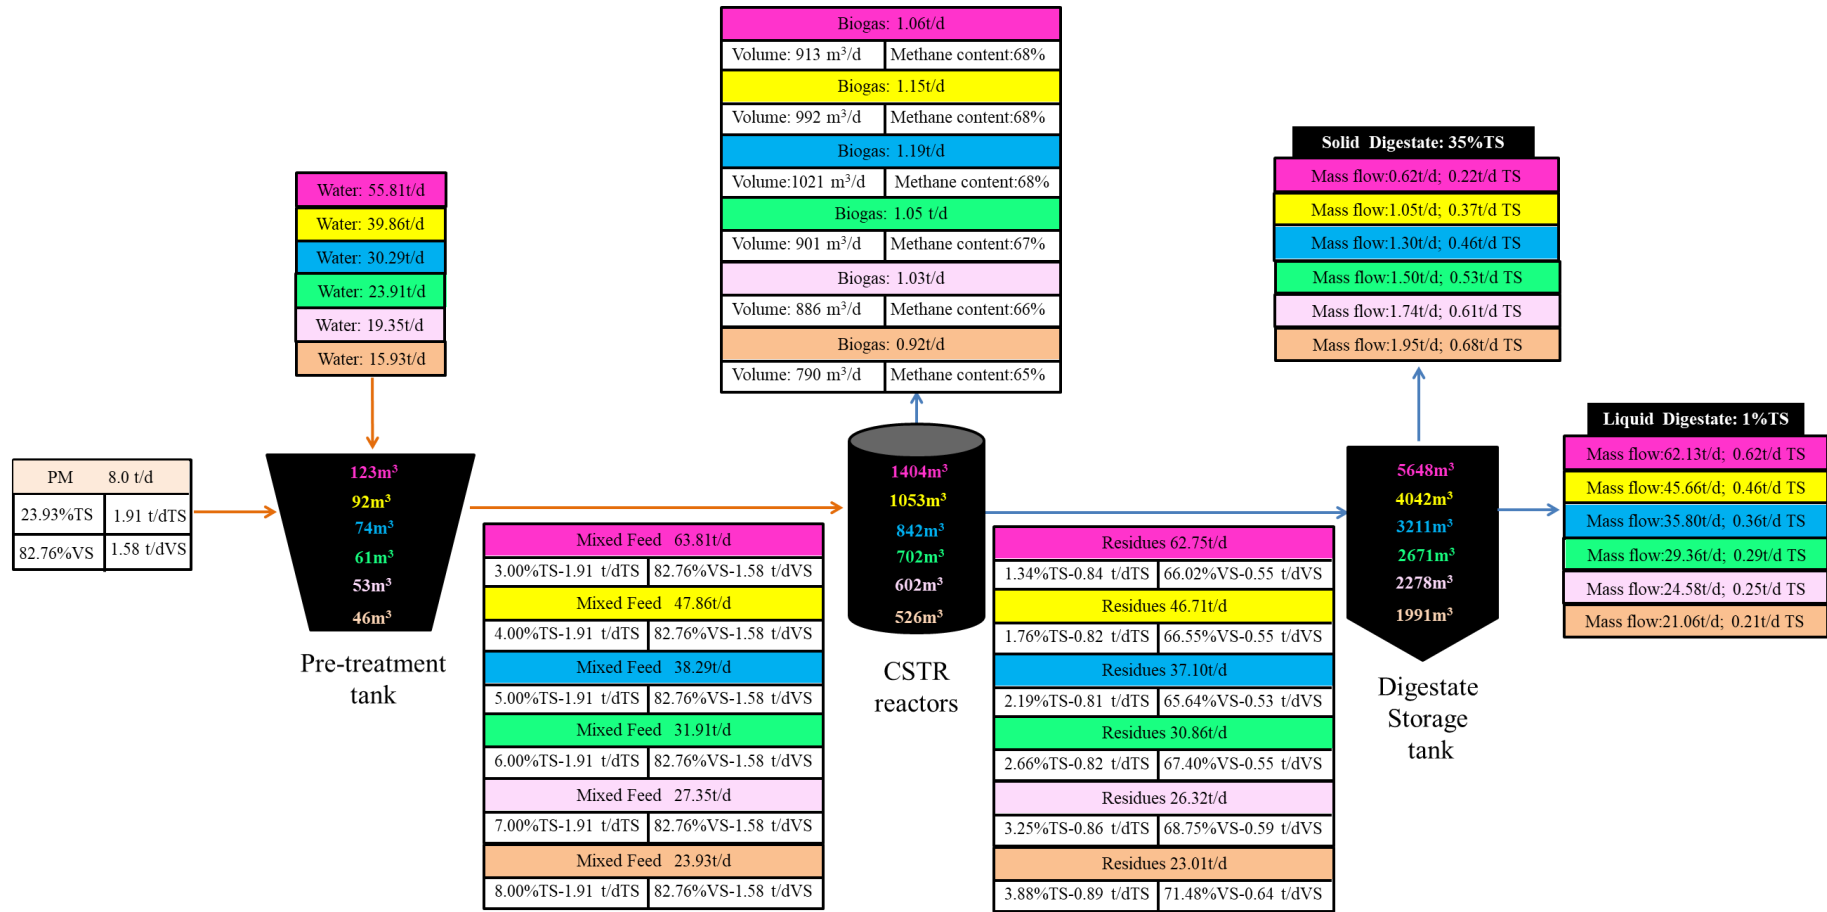 Biogas: 1.06t/d
Volume: 913 m³/d Methane content:68%
Biogas: 1.15t/d
Volume: 992 m³/d Methane content:68%
Biogas: 1.19t/d
Volume:1021 m³/d Methane content:68%
Biogas: 1.05 t/d
Volume: 901 m³/d Methane content:67%
Biogas: 1.03t/d
Volume: 886 m³/d Methane content:66%
Biogas: 0.92t/d
Volume: 790 m³/d Methane content:65%
Water: 55.81t/d
Water: 39.86t/d
Water: 30.29t/d
Water: 23.91t/d
Water: 19.35t/d
Water: 15.93t/d
PM 8.0 t/d
23.93%TS 1.91 t/dTS
82.76%VS 1.58 t/dVS
123m³
92m³
74m³
61m³
53m³
46m³
Pre-treatment
tank
Mixed Feed 63.81t/d
3.00%TS-1.91 t/dTS 82.76%VS-1.58 t/dVS
Mixed Feed 47.86t/d
4.00%TS-1.91 t/dTS 82.76%VS-1.58 t/dVS
Mixed Feed 38.29t/d
5.00%TS-1.91 t/dTS 82.76%VS-1.58 t/dVS
Mixed Feed 31.91t/d
6.00%TS-1.91 t/dTS 82.76%VS-1.58 t/dVS
Mixed Feed 27.35t/d
7.00%TS-1.91 t/dTS 82.76%VS-1.58 t/dVS
Mixed Feed 23.93t/d
8.00%TS-1.91 t/dTS 82.76%VS-1.58 t/dVS
1404m³
1053m³
842m³
702m³
602m³
526m³
CSTR
reactors
Residues 62.75t/d
1.34%TS-0.84 t/dTS 66.02%VS-0.55 t/dVS
Residues 46.71t/d
1.76%TS-0.82 t/dTS 66.55%VS-0.55 t/dVS
Residues 37.10t/d
2.19%TS-0.81 t/dTS 65.64%VS-0.53 t/dVS
Residues 30.86t/d
2.66%TS-0.82 t/dTS 67.40%VS-0.55 t/dVS
Residues 26.32t/d
3.25%TS-0.86 t/dTS 68.75%VS-0.59 t/dVS
Residues 23.01t/d
3.88%TS-0.89 t/dTS 71.48%VS-0.64 t/dVS
5648m³
4042m³
3211m³
2671m³
2278m³
1991m³
Digestate
Storage
tank
Solid Digestate: 35%TS
Mass flow:0.62t/d; 0.22t/d TS
Mass flow:1.05t/d; 0.37t/d TS
Mass flow:1.30t/d; 0.46t/d TS
Mass flow:1.50t/d; 0.53t/d TS
Mass flow:1.74t/d; 0.61t/d TS
Mass flow:1.95t/d; 0.68t/d TS
Liquid Digestate: 1%TS
Mass flow:62.13t/d; 0.62t/d TS
Mass flow:45.66t/d; 0.46t/d TS
Mass flow:35.80t/d; 0.36t/d TS
Mass flow:29.36t/d; 0.29t/d TS
Mass flow:24.58t/d; 0.25t/d TS
Mass flow:21.06t/d; 0.21t/d TS